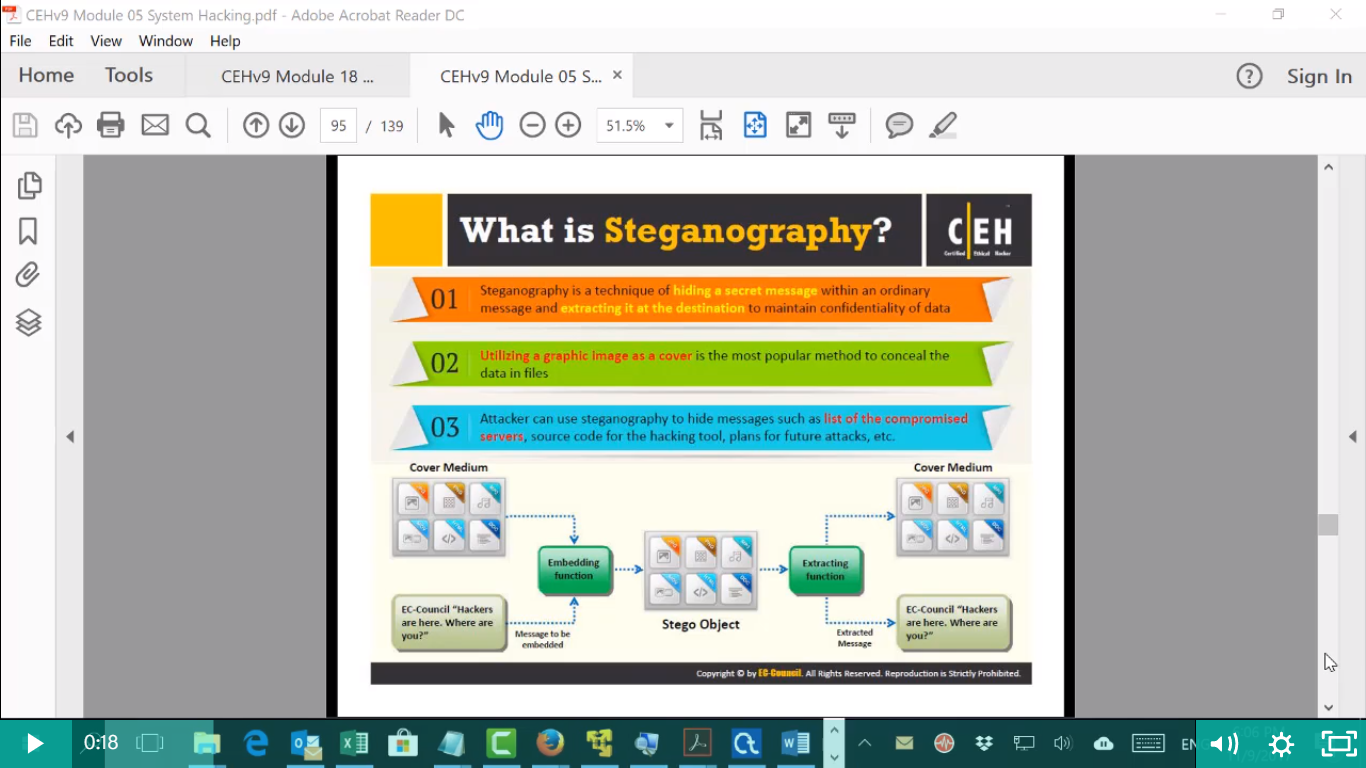 CEHv9 Module 05 System Hacking.pdf - Adobe Acrobat Reader DC
File Edit View Window Help
Home Tools CEHv9 Module 18 ... CEHv9 Module 05 S... Sign In
95 / 139 51.5%
What is Steganography?
C|EH
Certified Ethical Hacker
01 Steganography is a technique of hiding a secret message within an ordinary
message and extracting it at the destination to maintain confidentiality of data
02 Utilizing a graphic image as a cover is the most popular method to conceal the
data in files
03 Attacker can use steganography to hide messages such as list of the compromised
servers, source code for the hacking tool, plans for future attacks, etc.
Cover Medium
Cover Medium
Embedding
function
Extracting
function
Stego Object
EC-Council “Hackers
are here. Where are
you?”
Message to be
embedded
Extracted
Message
EC-Council “Hackers
are here. Where are
you?”
Copyright © by EC-Council. All Rights Reserved. Reproduction is Strictly Prohibited.
0:18